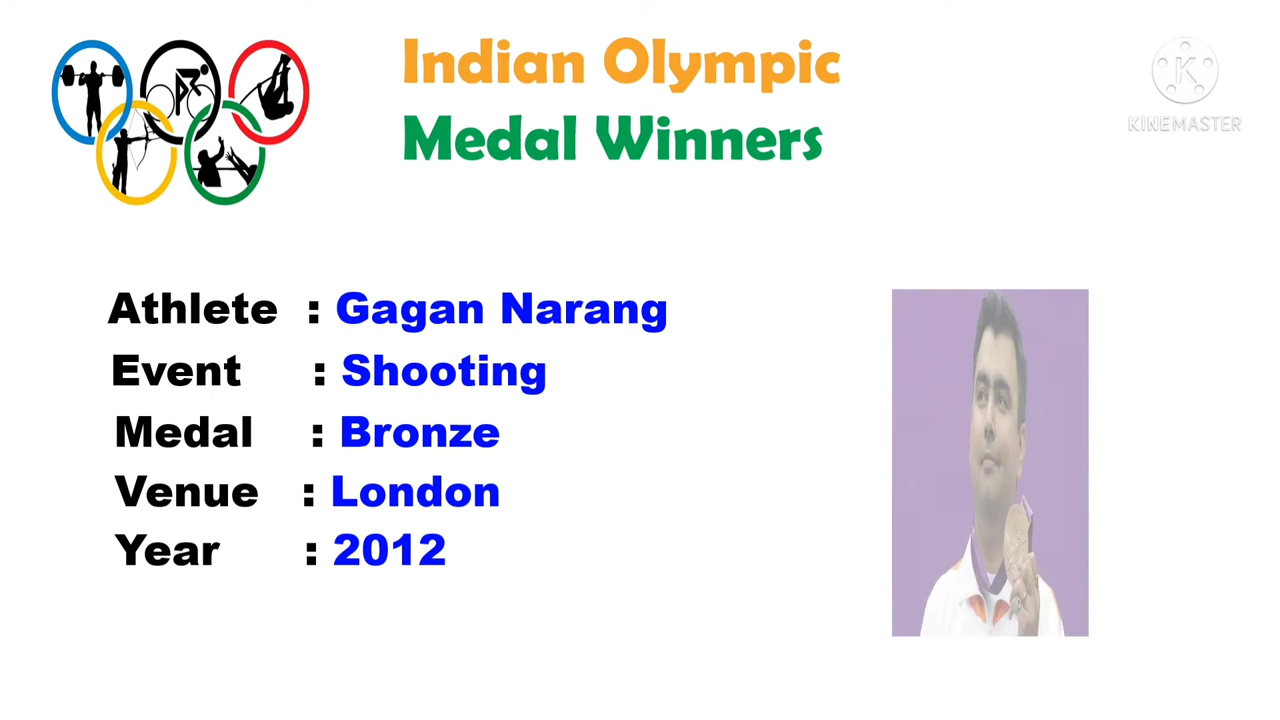 Indian Olympic
Medal Winners
K
KINEMASTER
Athlete : Gagan Narang
Event : Shooting
Medal : Bronze
Venue : London
Year : 2012